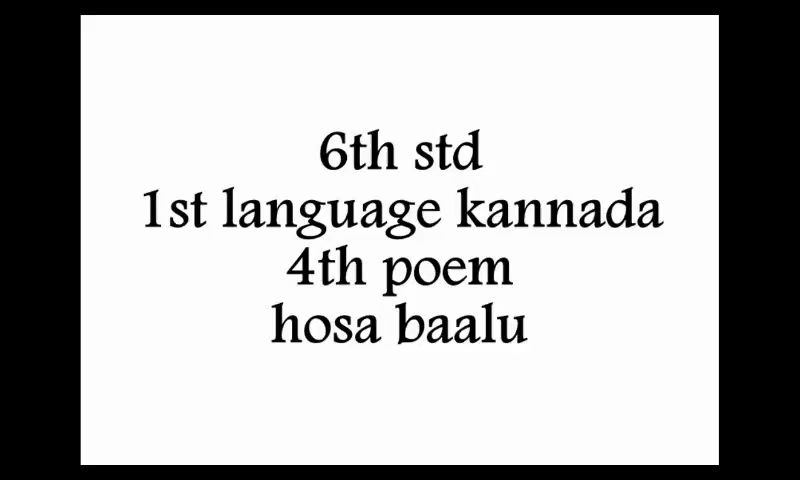 6th std
1st language kannada
4th poem
hosa baalu